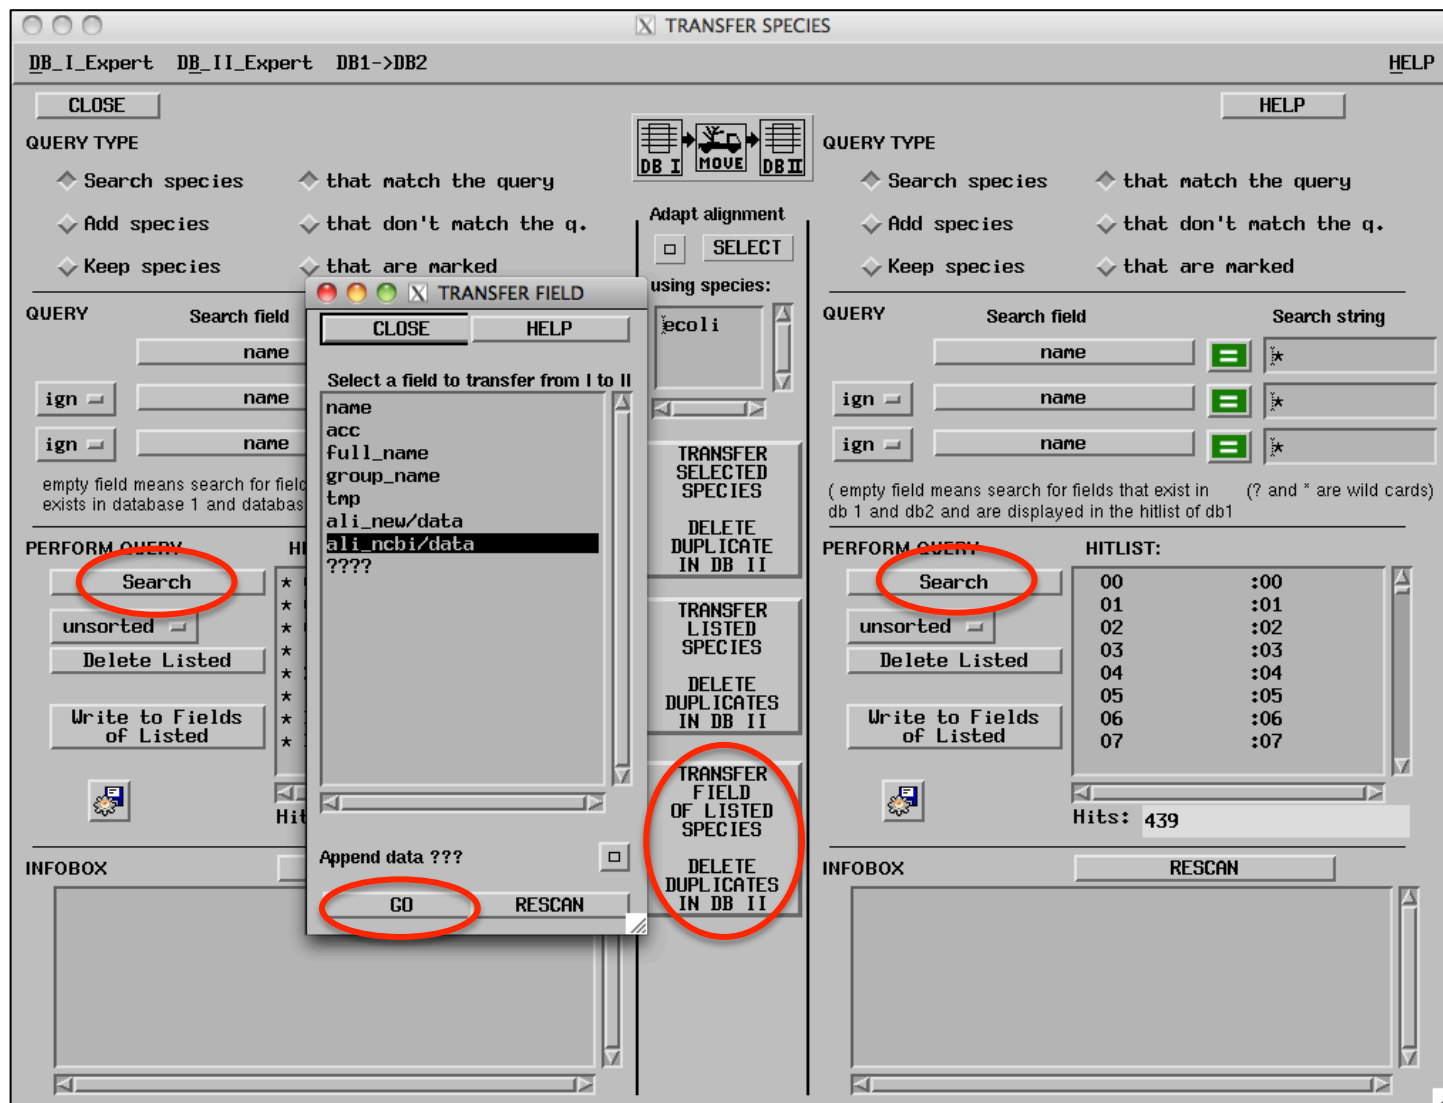 X TRANSFER SPECIES
DB_I_Expert DB_II_Expert DB1->DB2 HELP
CLOSE
HELP
QUERY TYPE
Search species that match the query
Add species that don't match the q.
Keep species that are marked
DB I MOVE DB II
Adapt alignment
SELECT
using species:
ecoli
QUERY TYPE
Search species that match the query
Add species that don't match the q.
Keep species that are marked
QUERY Search field
name
ign name
ign name
empty field means search for field
exists in database 1 and databas
PERFORM QUERY
Search
unsorted
Delete Listed
Write to Fields
of Listed
INFOBOX
X TRANSFER FIELD
CLOSE HELP
Select a field to transfer from I to II
name
acc
full_name
group_name
tmp
ali_new/data
ali_ncbi/data
????
Append data ???
GO RESCAN
TRANSFER
SELECTED
SPECIES
DELETE
DUPLICATE
IN DB II
TRANSFER
LISTED
SPECIES
DELETE
DUPLICATES
IN DB II
TRANSFER
FIELD
OF LISTED
SPECIES
DELETE
DUPLICATES
IN DB II
QUERY Search field Search string
name = *
ign name = *
ign name = *
( empty field means search for fields that exist in (? and * are wild cards)
db 1 and db2 and are displayed in the hitlist of db1
PERFORM QUERY HITLIST:
Search
unsorted
Delete Listed
Write to Fields
of Listed
00 :00
01 :01
02 :02
03 :03
04 :04
05 :05
06 :06
07 :07
Hits: 439
INFOBOX RESCAN